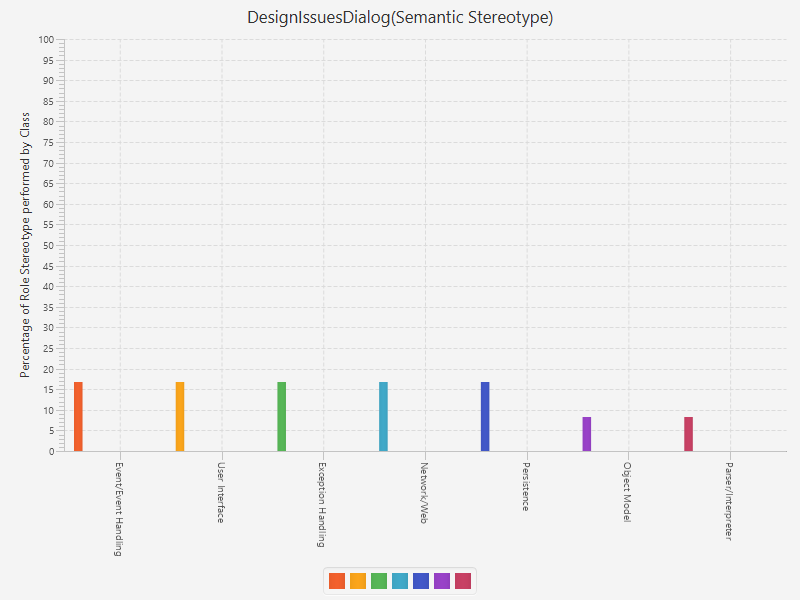 DesignIssuesDialog(Semantic Stereotype)
Percentage of Role Stereotype performed by Class
100
95
90
85
80
75
70
65
60
55
50
45
40
35
30
25
20
15
10
5
0
Event/Event Handling
User Interface
Exception Handling
Network/Web
Persistence
Object Model
Parser/Interpreter